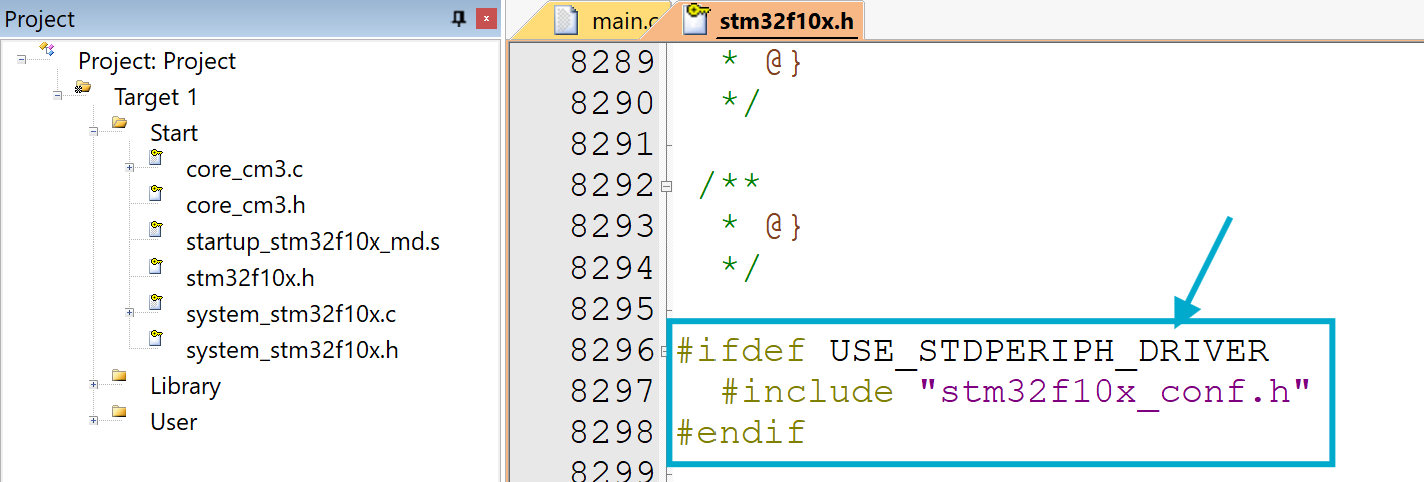 Project
Project: Project
Target 1
Start
core_cm3.c
core_cm3.h
startup_stm32f10x_md.s
stm32f10x.h
system_stm32f10x.c
system_stm32f10x.h
Library
User
main.c
stm32f10x.h
8289 * @}
8290 */
8291
8292 /**
8293 * @}
8294 */
8295
8296 #ifdef USE_STDPERIPH_DRIVER
8297 #include "stm32f10x_conf.h"
8298 #endif
8299